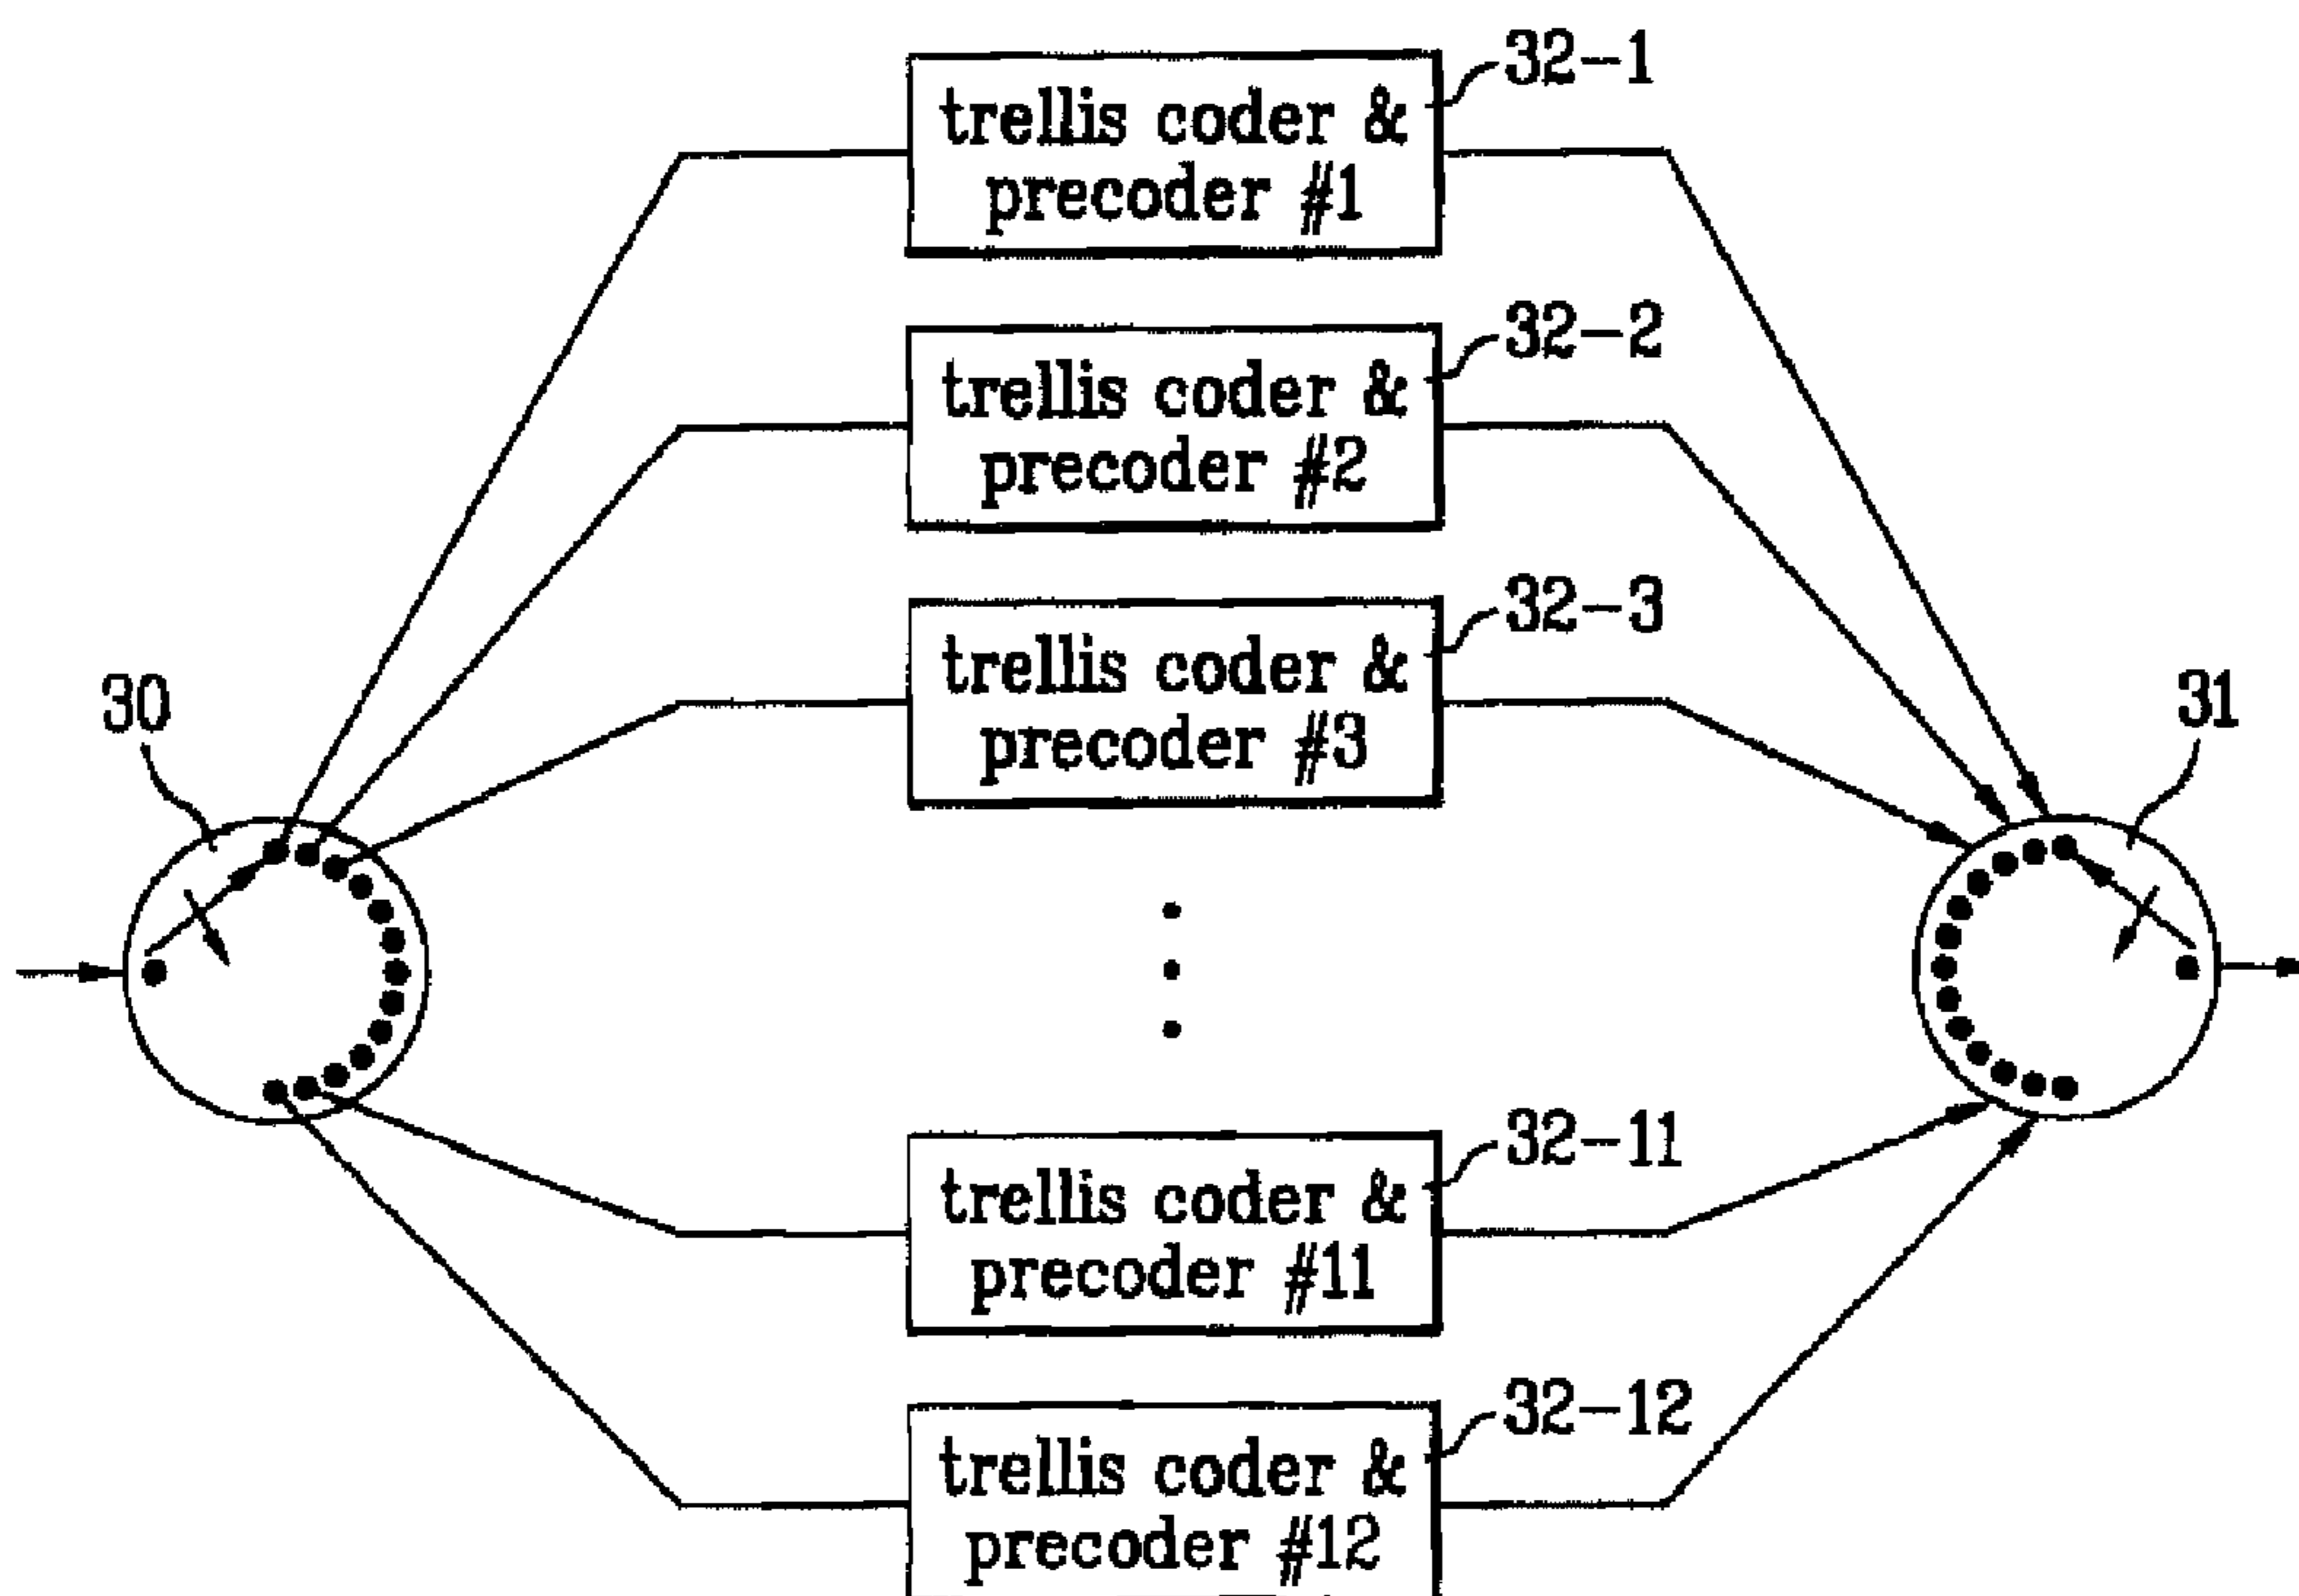 32-1
trellis coder &
precoder #1
32-2
trellis coder &
precoder #2
32-3
trellis coder &
precoder #3
30
31
32-11
trellis coder &
precoder #11
32-12
trellis coder &
precoder #12